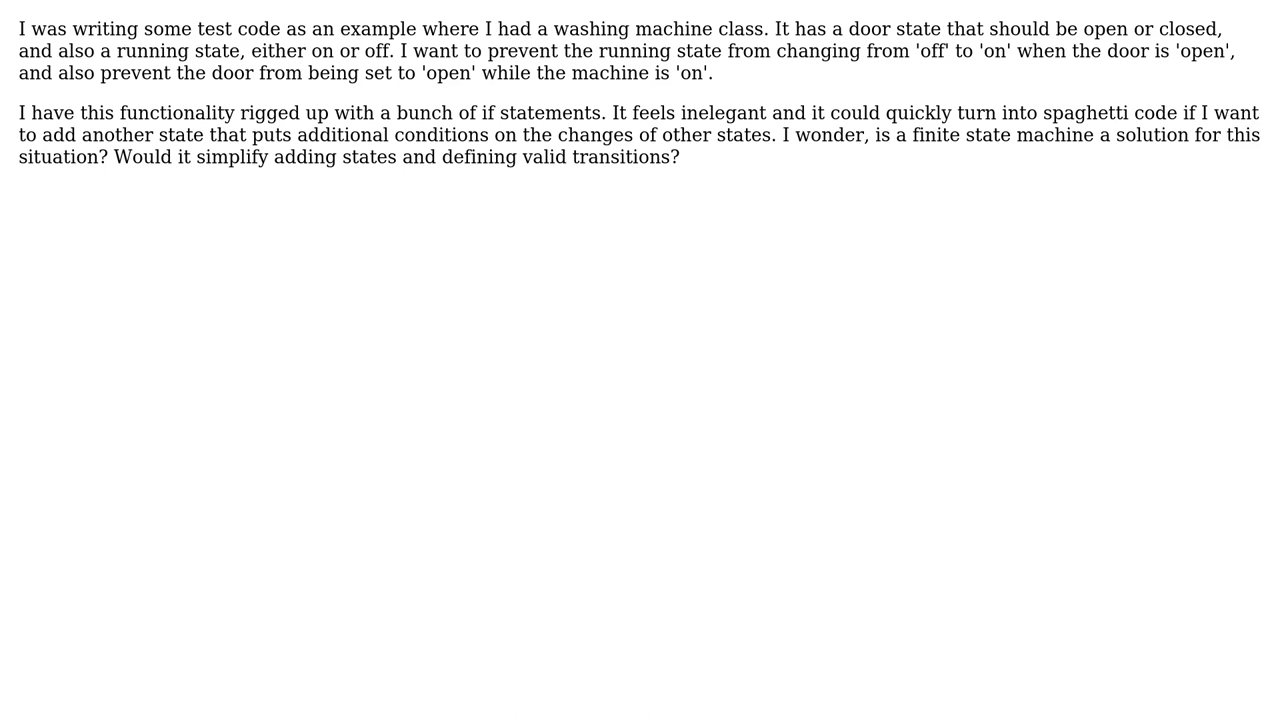 I was writing some test code as an example where I had a washing machine class. It has a door state that should be open or closed,
and also a running state, either on or off. I want to prevent the running state from changing from 'off' to 'on' when the door is 'open',
and also prevent the door from being set to 'open' while the machine is 'on'.
I have this functionality rigged up with a bunch of if statements. It feels inelegant and it could quickly turn into spaghetti code if I want
to add another state that puts additional conditions on the changes of other states. I wonder, is a finite state machine a solution for this
situation? Would it simplify adding states and defining valid transitions?